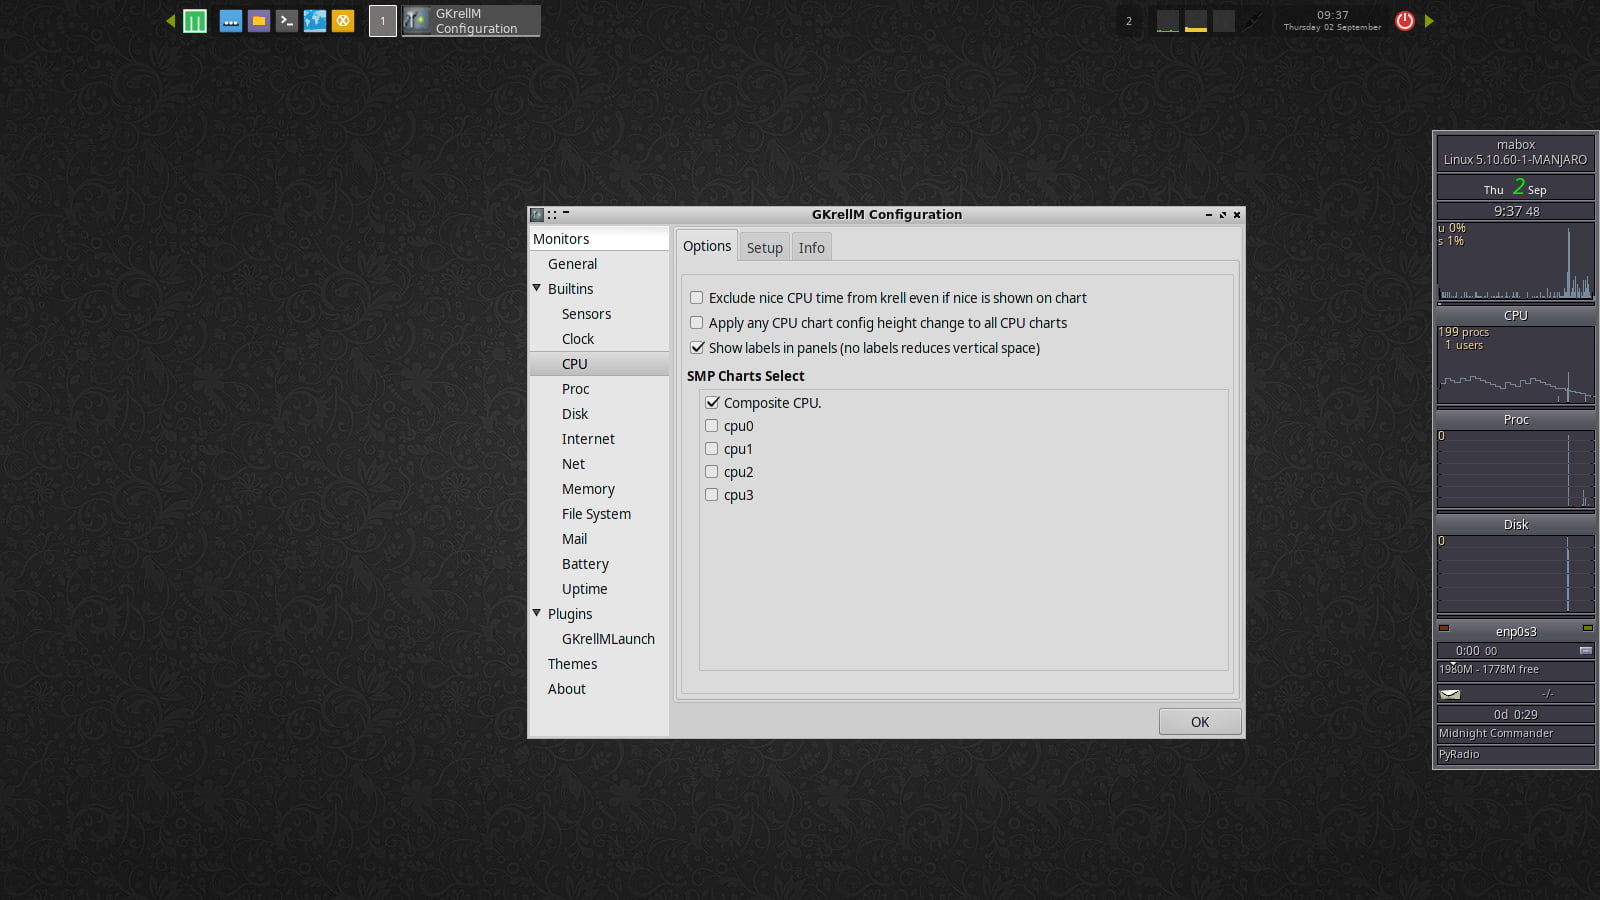 1
GKrellM
Configuration
2
09:37
Thursday 02 September
GKrellM Configuration
Monitors
General
Builtins
Sensors
Clock
CPU
Proc
Disk
Internet
Net
Memory
File System
Mail
Battery
Uptime
Plugins
GKrellMLaunch
Themes
About
Options
Setup
Info
Exclude nice CPU time from krell even if nice is shown on chart
Apply any CPU chart config height change to all CPU charts
Show labels in panels (no labels reduces vertical space)
SMP Charts Select
Composite CPU.
cpu0
cpu1
cpu2
cpu3
OK
mabox
Linux 5.10.60-1-MANJARO
Thu 2 Sep
9:37 48
u 0%
s 1%
CPU
199 procs
1 users
Proc
0
Disk
0
enp0s3
0:00 00
1980M - 1778M free
-/-
0d 0:29
Midnight Commander
PyRadio